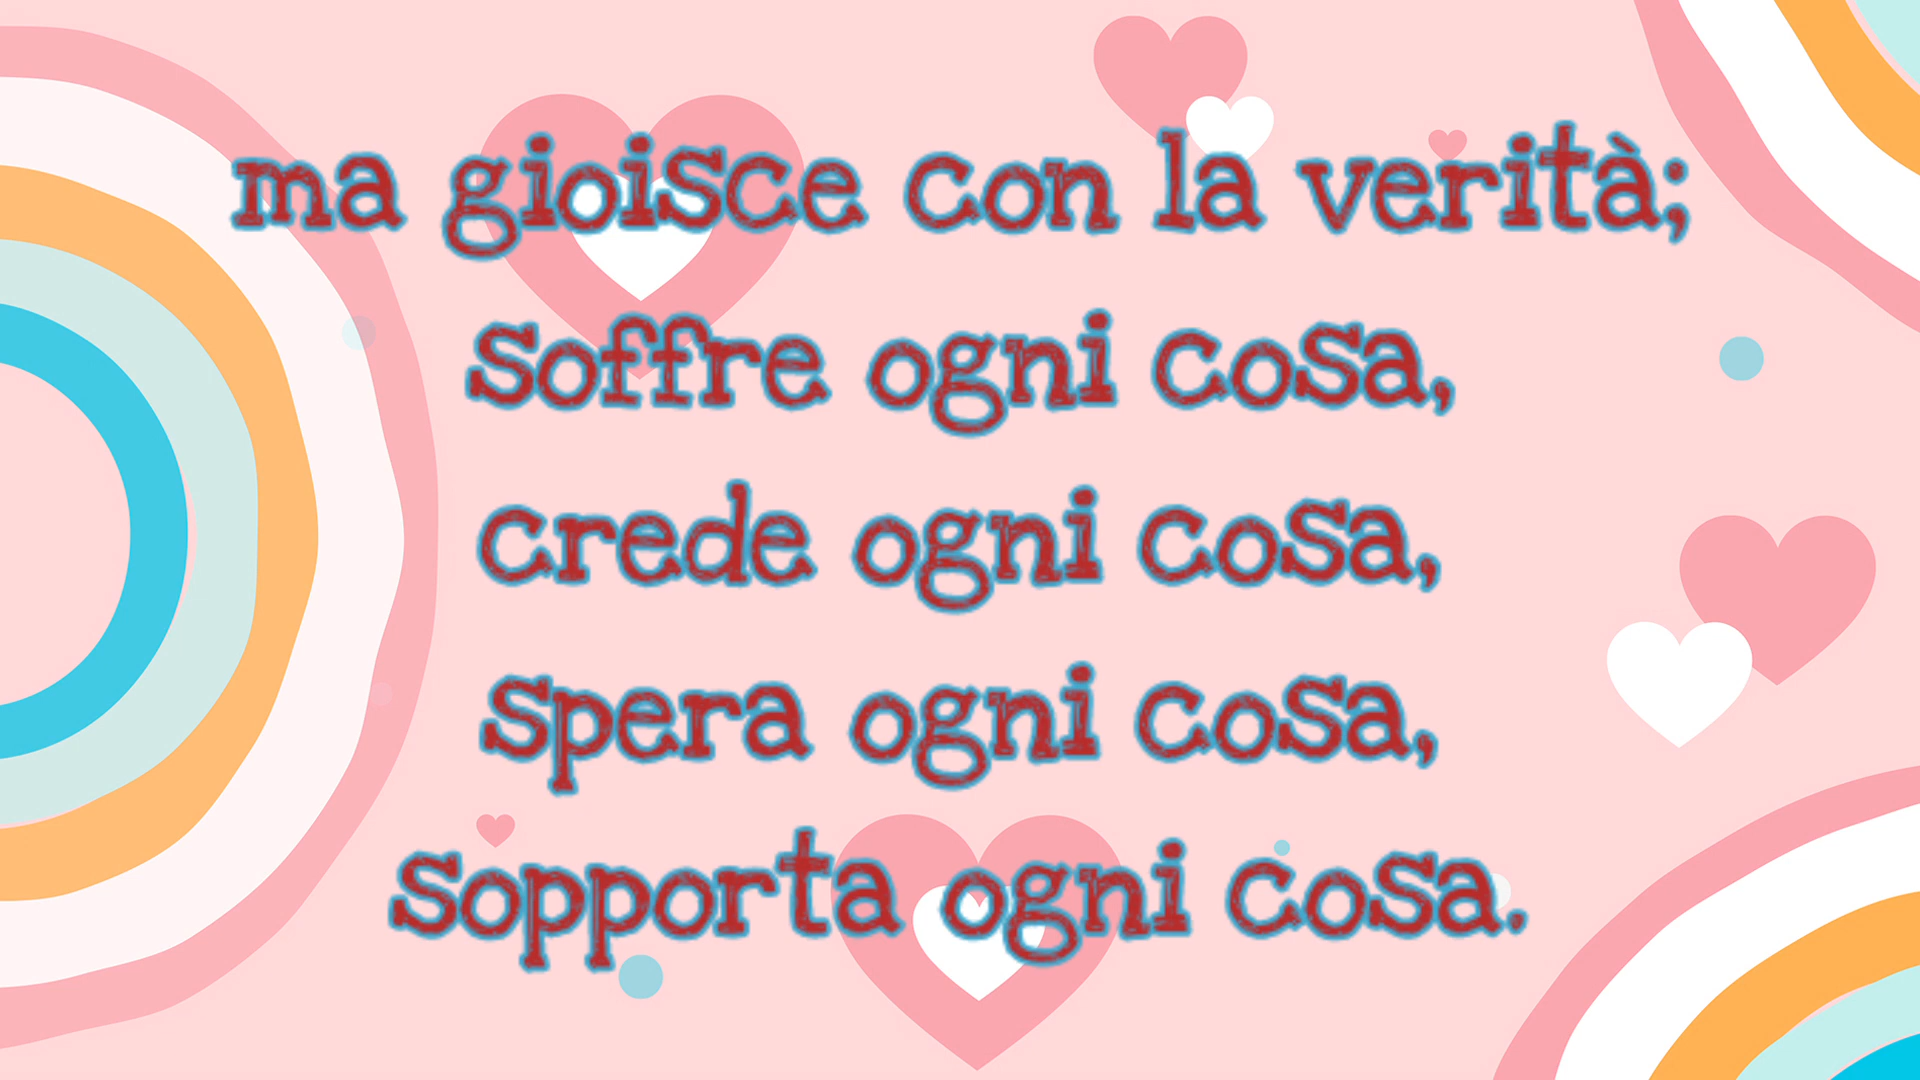 ma gioisce con la verità;
soffre ogni cosa,
crede ogni cosa,
spera ogni cosa,
sopporta ogni cosa.